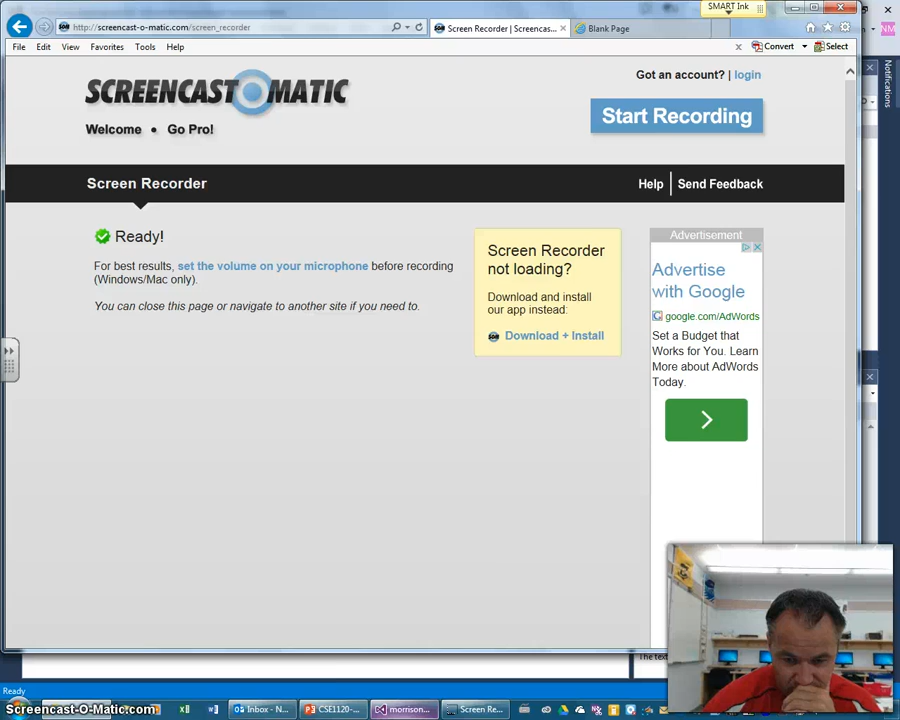 SMART Ink
http://screencast-o-matic.com/screen_recorder
Screen Recorder | Screencas...
Blank Page
NM
File Edit View Favorites Tools Help
Convert Select
Notifications
SCREENCAST MATIC
Got an account? | login
Welcome • Go Pro!
Start Recording
Screen Recorder
Help Send Feedback
Ready!
For best results, set the volume on your microphone before recording
(Windows/Mac only).
You can close this page or navigate to another site if you need to.
Screen Recorder
not loading?
Download and install
our app instead:
SOM Download + Install
Advertisement
Advertise
with Google
google.com/AdWords
Set a Budget that
Works for You. Learn
More about AdWords
Today.
The text
Ready
Screencast-O-Matic.com
Inbox - N...
CSE1120-...
morrison...
Screen Re...